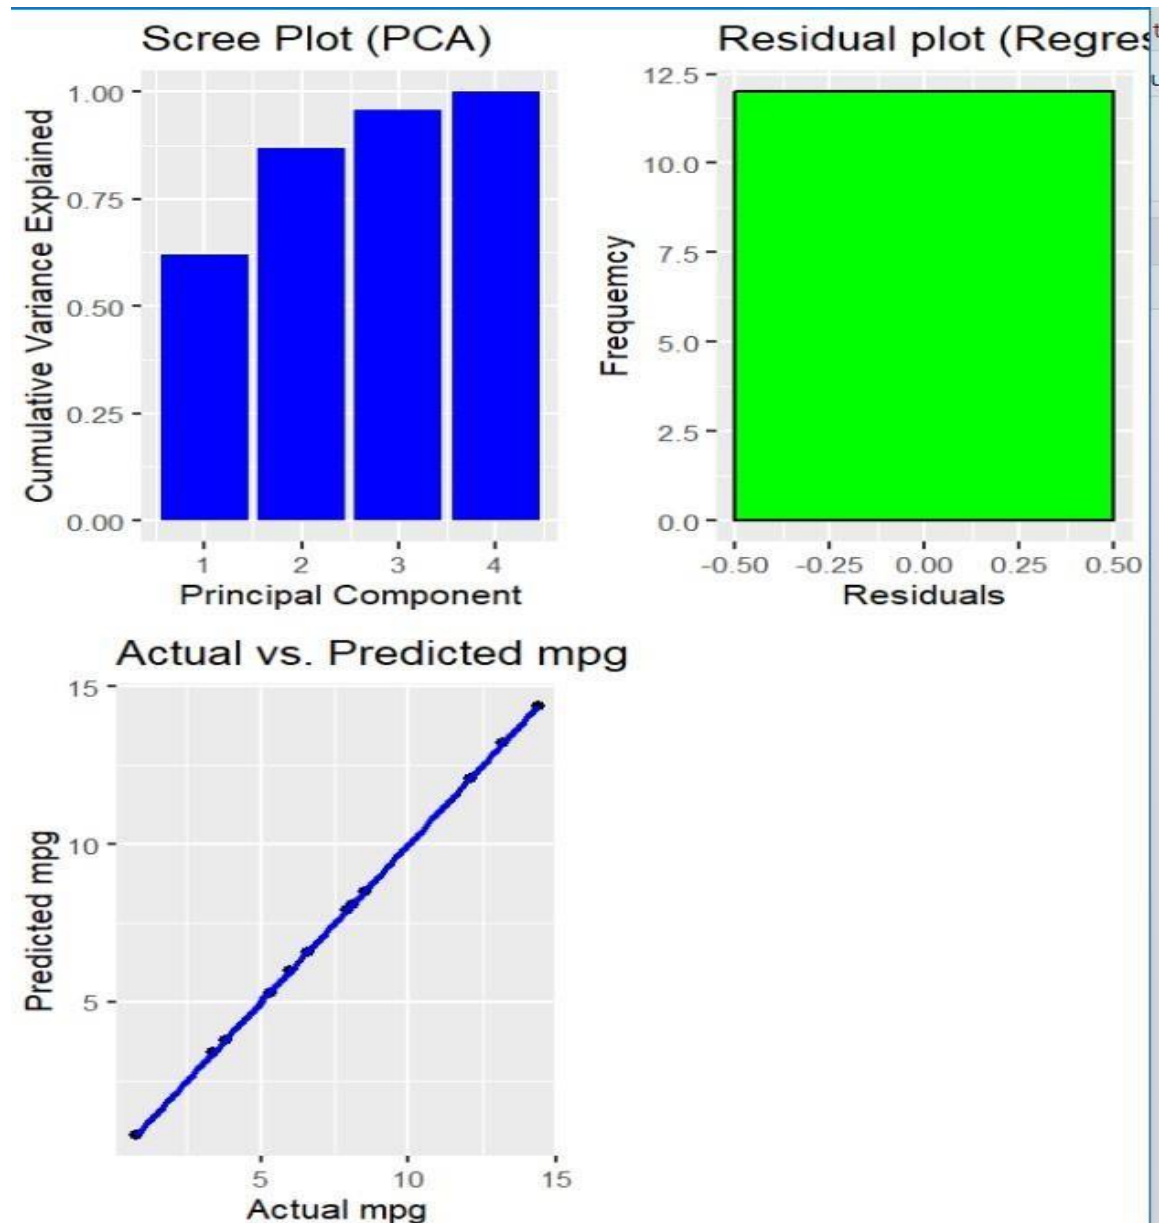 Scree Plot (PCA)
Cumulative Variance Explained
1.00
0.75
0.50
0.25
0.00
1 2 3 4
Principal Component
Residual plot (Regres
Frequemcy
12.5
10.0
7.5
5.0
2.5
0.0
-0.50 -0.25 0.00 0.25 0.50
Residuals
Actual vs. Predicted mpg
Predicted mpg
15
10
5
5 10 15
Actual mpg